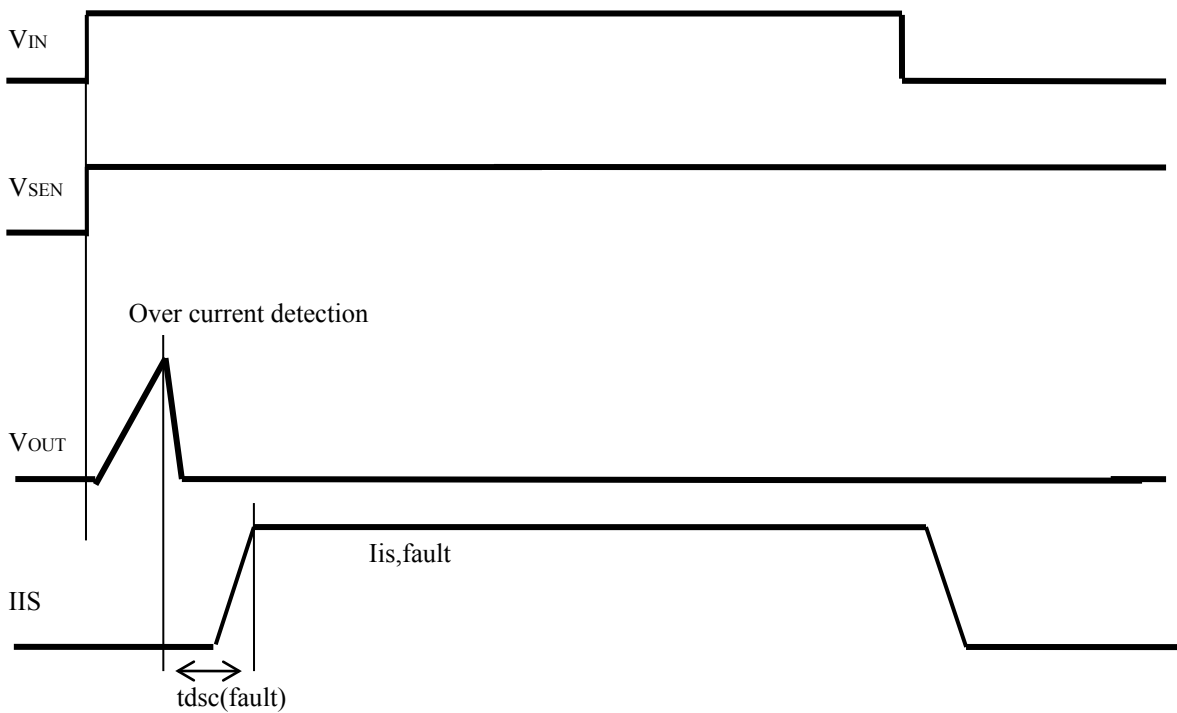 VIN
VSEN
Over current detection
VOUT
Iis,fault
IIS
tdsc(fault)